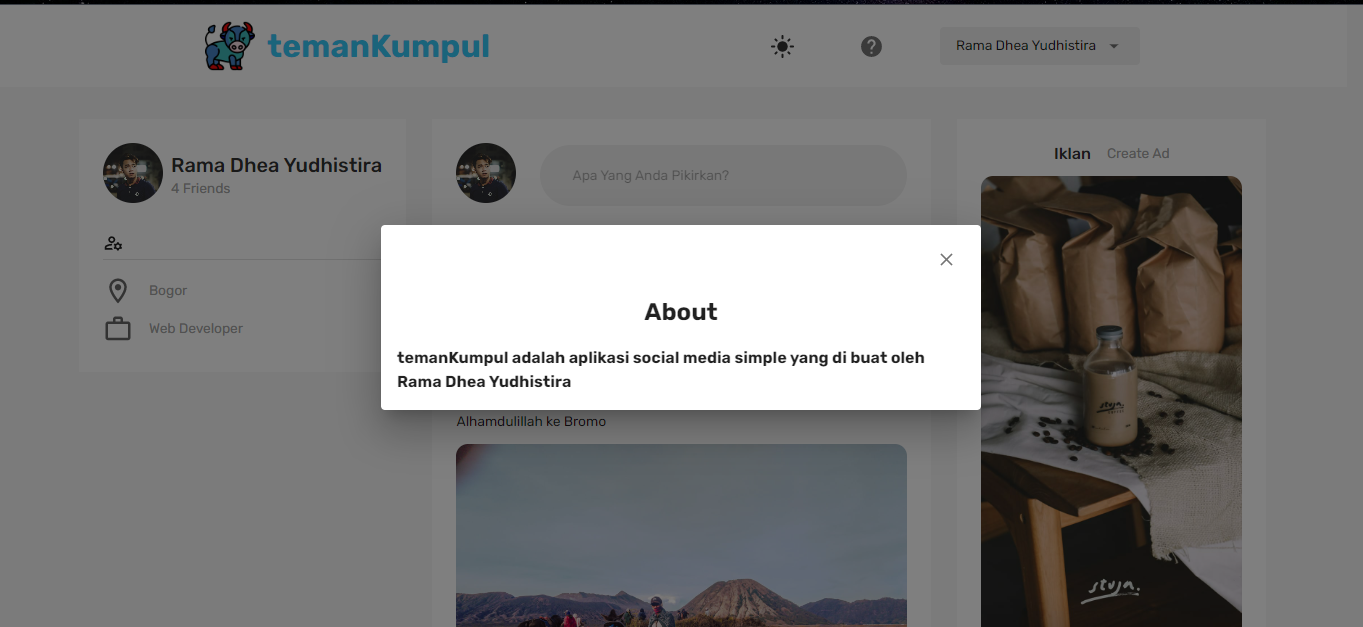 temanKumpul
Rama Dhea Yudhistira
Rama Dhea Yudhistira
4 Friends
Bogor
Web Developer
Apa Yang Anda Pikirkan?
About
temanKumpul adalah aplikasi social media simple yang di buat oleh
Rama Dhea Yudhistira
Alhamdulillah ke Bromo
Iklan Create Ad
stuja.
stuja.